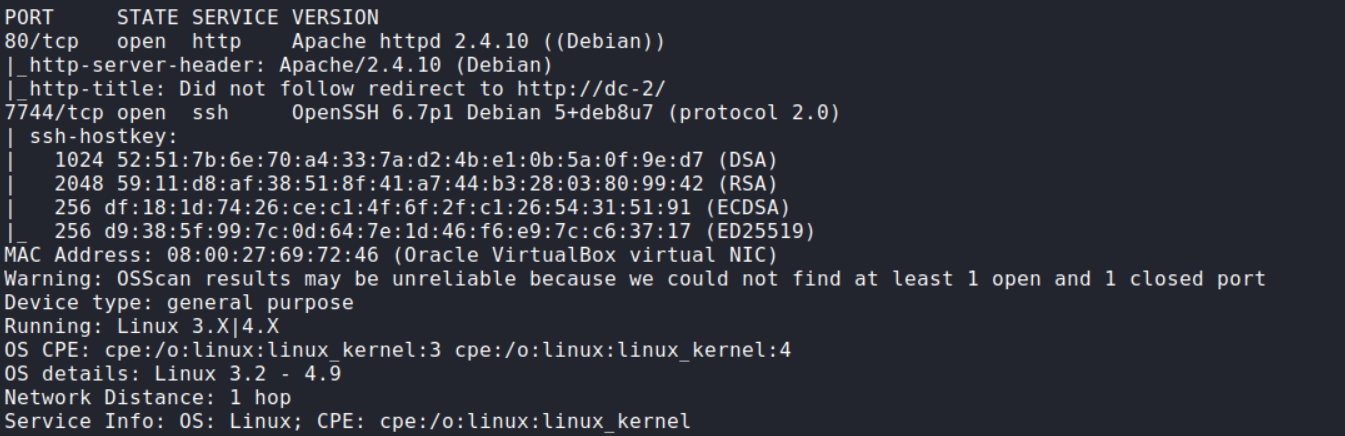 PORT     STATE SERVICE VERSION
80/tcp   open  http    Apache httpd 2.4.10 ((Debian))
|_http-server-header: Apache/2.4.10 (Debian)
|_http-title: Did not follow redirect to http://dc-2/
7744/tcp open  ssh     OpenSSH 6.7p1 Debian 5+deb8u7 (protocol 2.0)
| ssh-hostkey:
|   1024 52:51:7b:6e:70:a4:33:7a:d2:4b:e1:0b:5a:0f:9e:d7 (DSA)
|   2048 59:11:d8:af:38:51:8f:41:a7:44:b3:28:03:80:99:42 (RSA)
|   256 df:18:1d:74:26:ce:c1:4f:6f:2f:c1:26:54:31:51:91 (ECDSA)
|_  256 d9:38:5f:99:7c:0d:64:7e:1d:46:f6:e9:7c:c6:37:17 (ED25519)
MAC Address: 08:00:27:69:72:46 (Oracle VirtualBox virtual NIC)
Warning: OSScan results may be unreliable because we could not find at least 1 open and 1 closed port
Device type: general purpose
Running: Linux 3.X|4.X
OS CPE: cpe:/o:linux:linux_kernel:3 cpe:/o:linux:linux_kernel:4
OS details: Linux 3.2 - 4.9
Network Distance: 1 hop
Service Info: OS: Linux; CPE: cpe:/o:linux:linux_kernel